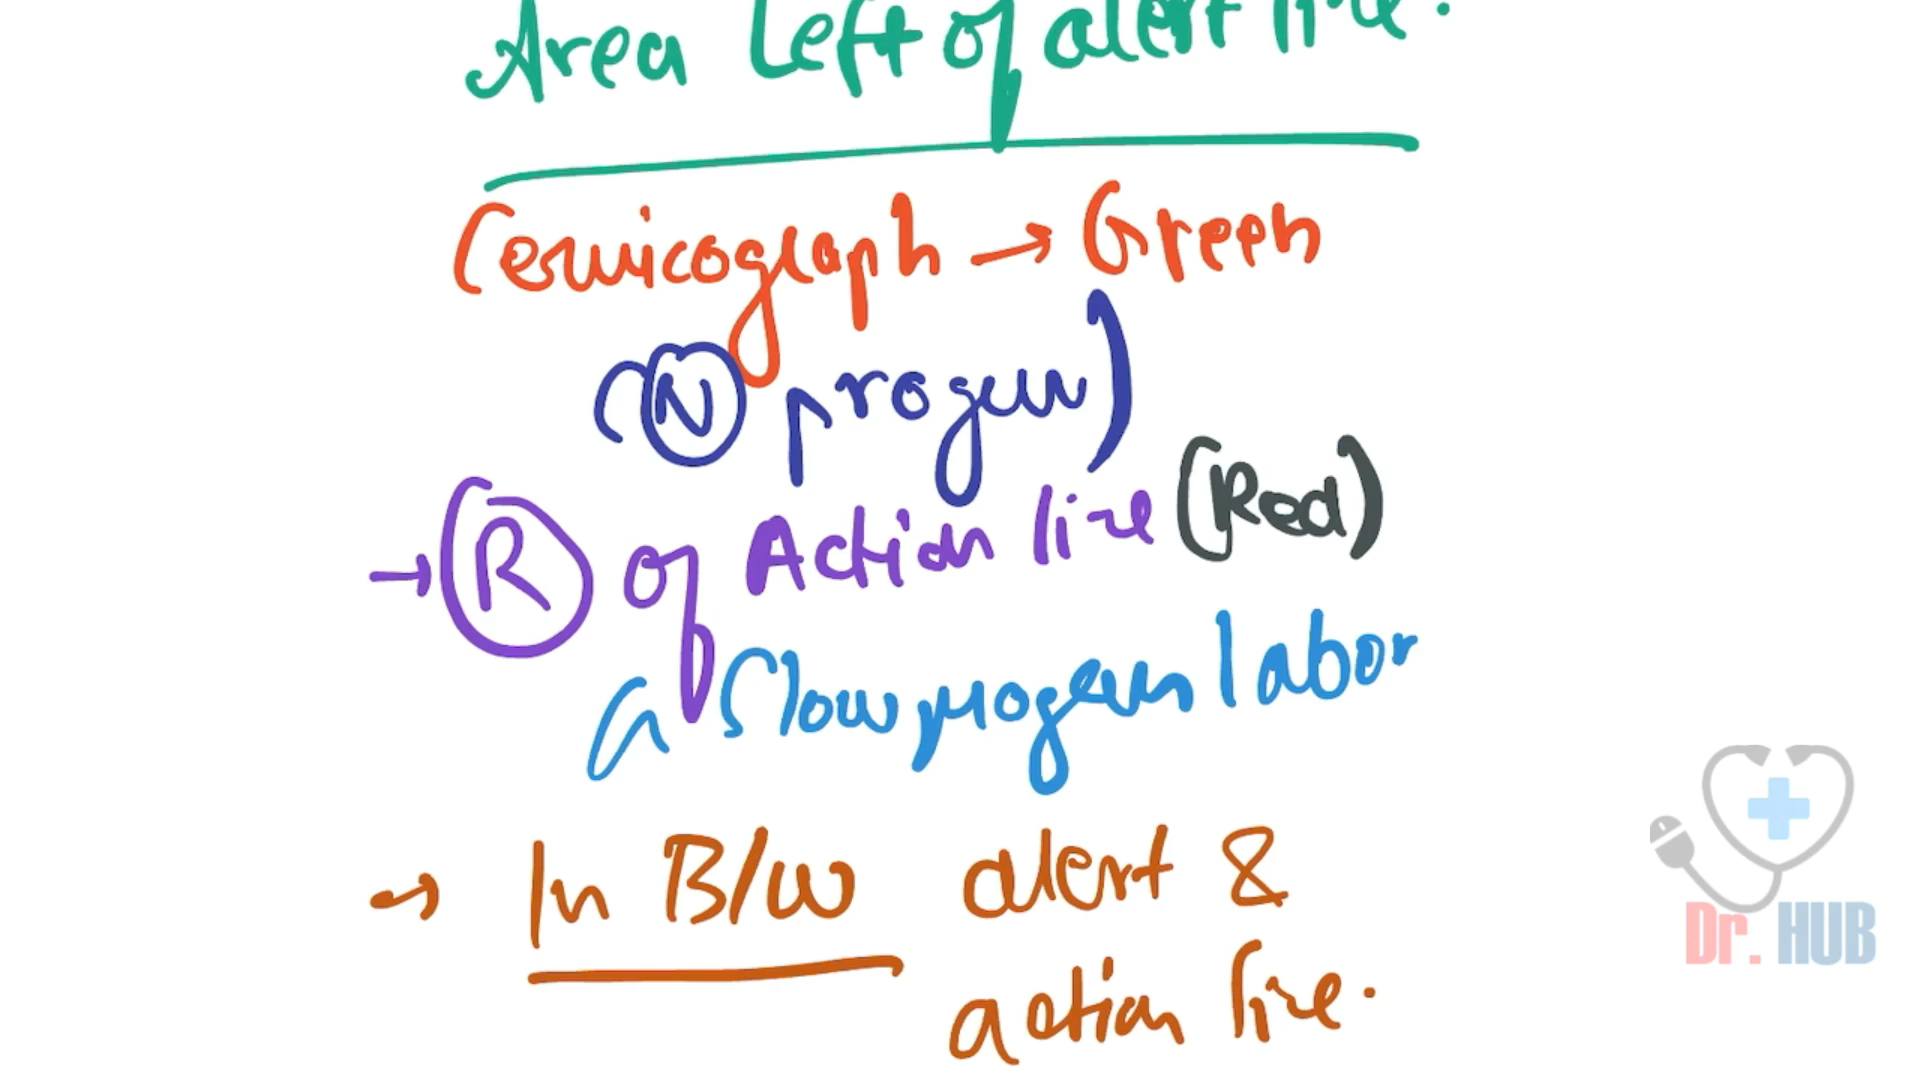 Area left of alert line.
Cervicograph → Green
(N progress)
→ (R) of Action line (Red)
a Slow progress labor
→ In B/w alert &
action line.
Dr. HUB